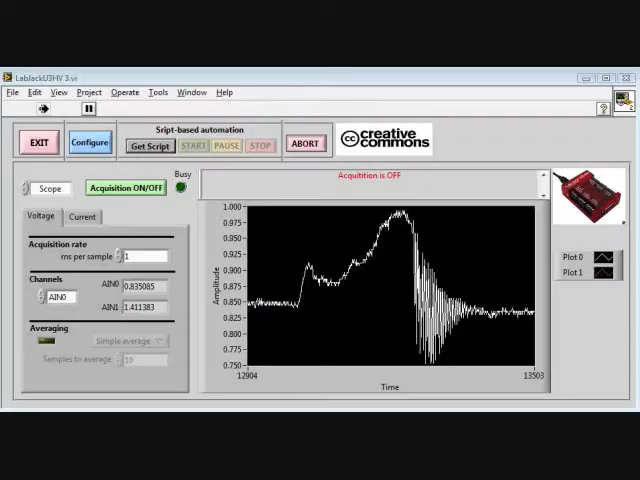 LabJackU3HV 3.vi
File Edit View Project Operate Tools Window Help
2
Sript-based automation
EXIT Configure Get Script START PAUSE STOP ABORT
creative commons
Scope Acquitition ON/OFF Busy
Acquitition is OFF
Voltage Current
Acquisition rate
ms per sample 1
Channels
AIN0 AIN0 0.835085
AIN1 1.411383
Averaging
Simple average
Samples to average 10
Amplitude
1.000
0.975
0.950
0.925
0.900
0.875
0.850
0.825
0.800
0.775
0.750
12904 13503
Time
Plot 0
Plot 1